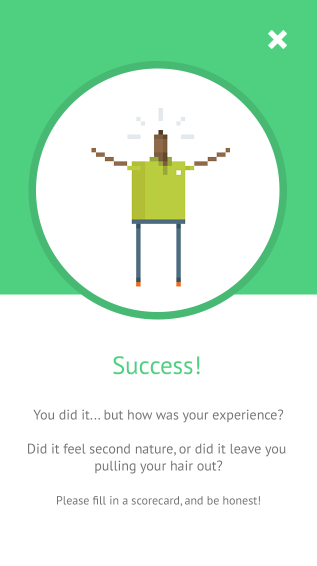 Success!
You did it... but how was your experience?
Did it feel second nature, or did it leave you
pulling your hair out?
Please fill in a scorecard, and be honest!